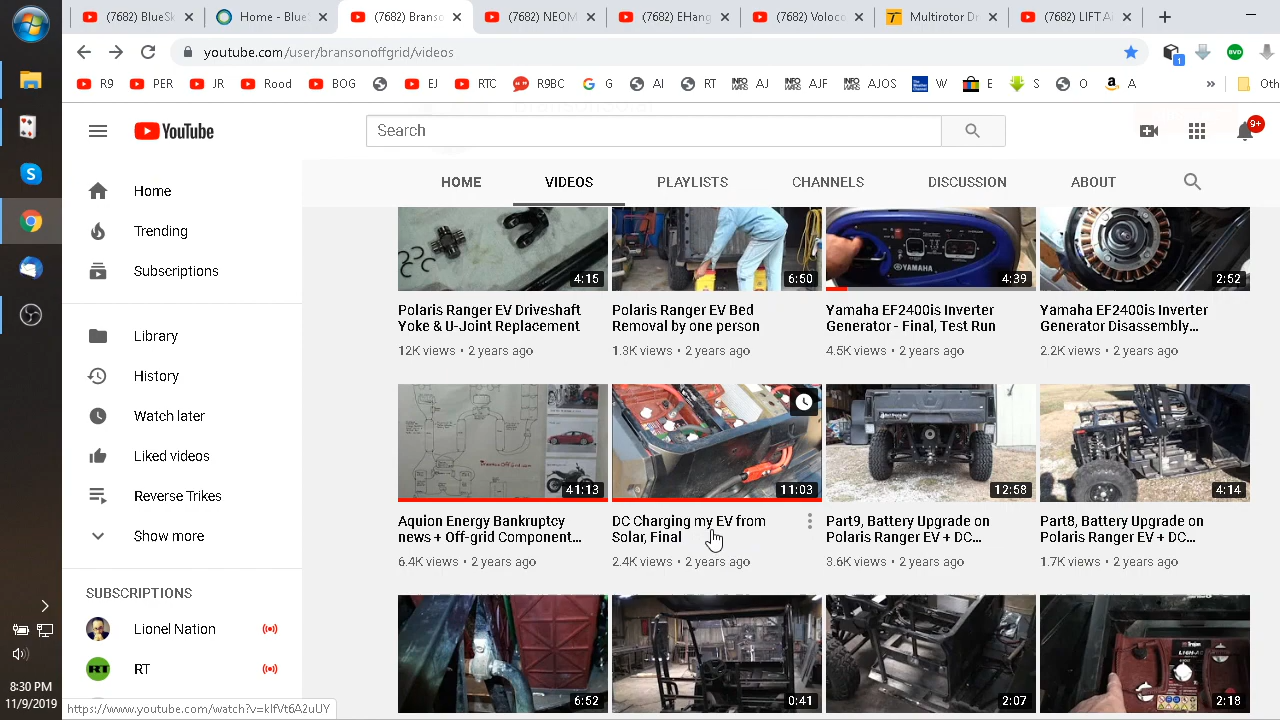 (7682) BlueS
Home - Blue
(7682) Branso
(7682) NEOM
(7682) EHang
(7682) Voloco
Multirotor Dr
(7682) LIFT Ai
youtube.com/user/bransonoffgrid/videos
1
BVD
R9
PER
JR
Rood
BOG
EJ
TC
R9BC
G
AI
RT
AJ
AJF
AJOS
W
E
S
O
A
»
Oth
YouTube
Search
9+
HOME
VIDEOS
PLAYLISTS
CHANNELS
DISCUSSION
ABOUT
Home
Trending
Subscriptions
Library
History
Watch later
Liked videos
Reverse Trikes
Show more
SUBSCRIPTIONS
Lionel Nation
RT
RT
YAMAHA
4:15
6:50
4:39
2:52
Polaris Ranger EV Driveshaft
Yoke & U-Joint Replacement
12K views • 2 years ago
Polaris Ranger EV Bed
Removal by one person
1.3K views • 2 years ago
Yamaha EF2400is Inverter
Generator - Final, Test Run
4.5K views • 2 years ago
Yamaha EF2400is Inverter
Generator Disassembly...
2.2K views • 2 years ago
41:13
11:03
12:58
4:14
Aquion Energy Bankruptcy
news + Off-grid Component...
6.4K views • 2 years ago
DC Charging my EV from
Solar, Final
2.4K views • 2 years ago
Part9, Battery Upgrade on
Polaris Ranger EV + DC...
3.6K views • 2 years ago
Part8, Battery Upgrade on
Polaris Ranger EV + DC...
1.7K views • 2 years ago
6:52
0:41
2:07
2:18
8:30 PM
11/9/2019
https://www.youtube.com/watch?v=kIfVt6A2uUY